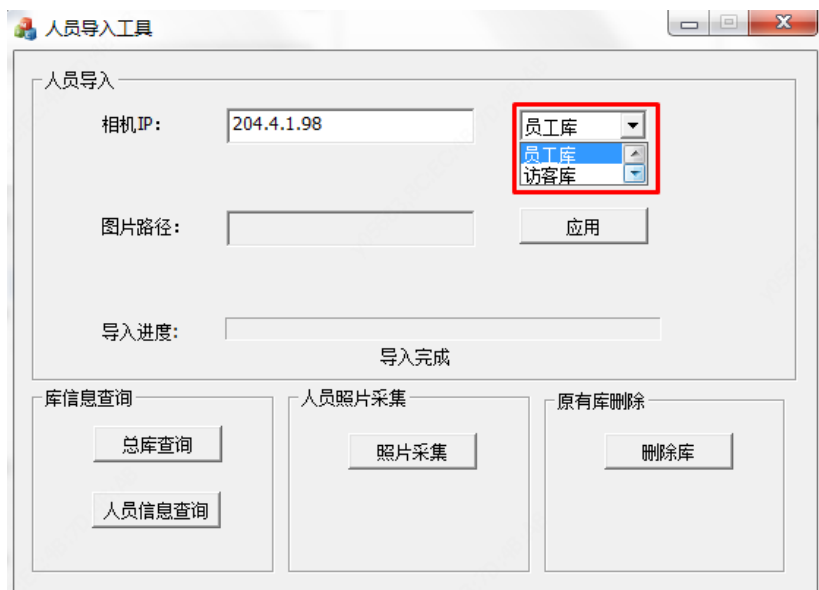 人员导入工具
人员导入
相机IP:
204.4.1.98
员工库
员工库
访客库
图片路径:
应用
导入进度:
导入完成
库信息查询
人员照片采集
原有库删除
总库查询
照片采集
删除库
人员信息查询